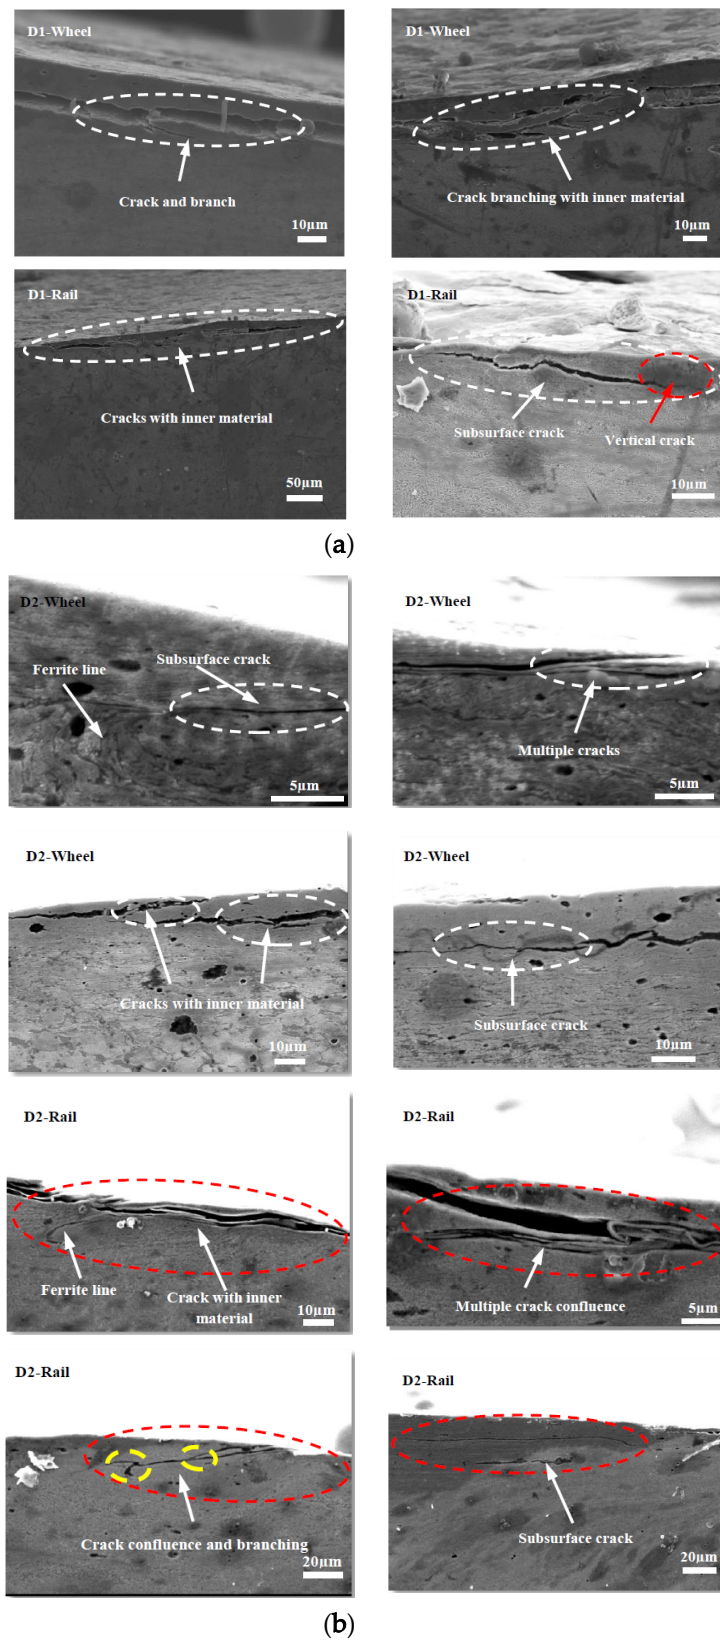 D1-Wheel
Crack and branch
10μm
D1-Wheel
Crack branching with inner material
10μm
D1-Rail
Cracks with inner material
50μm
D1-Rail
Subsurface crack
Vertical crack
10μm
(a)
D2-Wheel
Ferrite line
Subsurface crack
5μm
D2-Wheel
Multiple cracks
5μm
D2-Wheel
Cracks with inner material
10μm
D2-Wheel
Subsurface crack
10μm
D2-Rail
Ferrite line
Crack with inner
material
10μm
D2-Rail
Multiple crack confluence
5μm
D2-Rail
Crack confluence and branching
20μm
D2-Rail
Subsurface crack
20μm
(b)